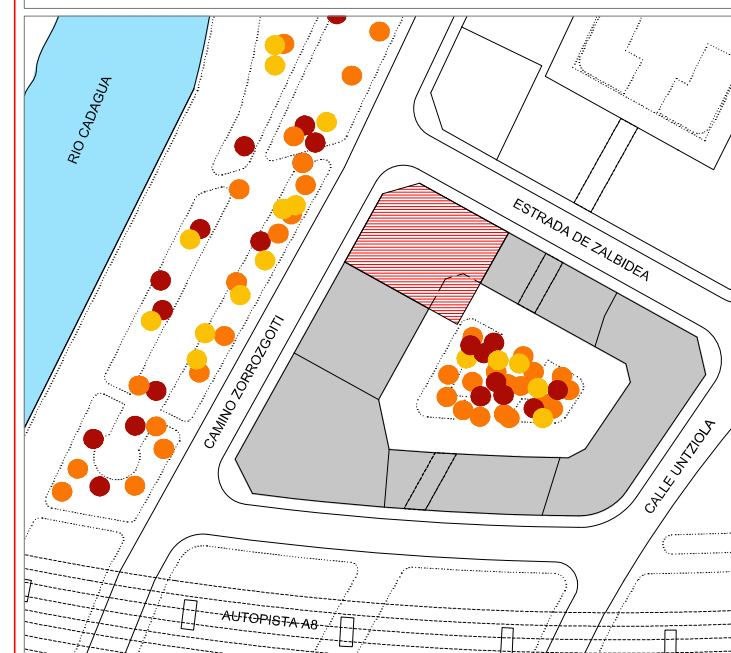 RIO CADAGUA
ESTRADA DE ZALBIDEA
CAMINO ZORROZGOITI
CALLE UNTZIOLA
AUTOPISTA A8